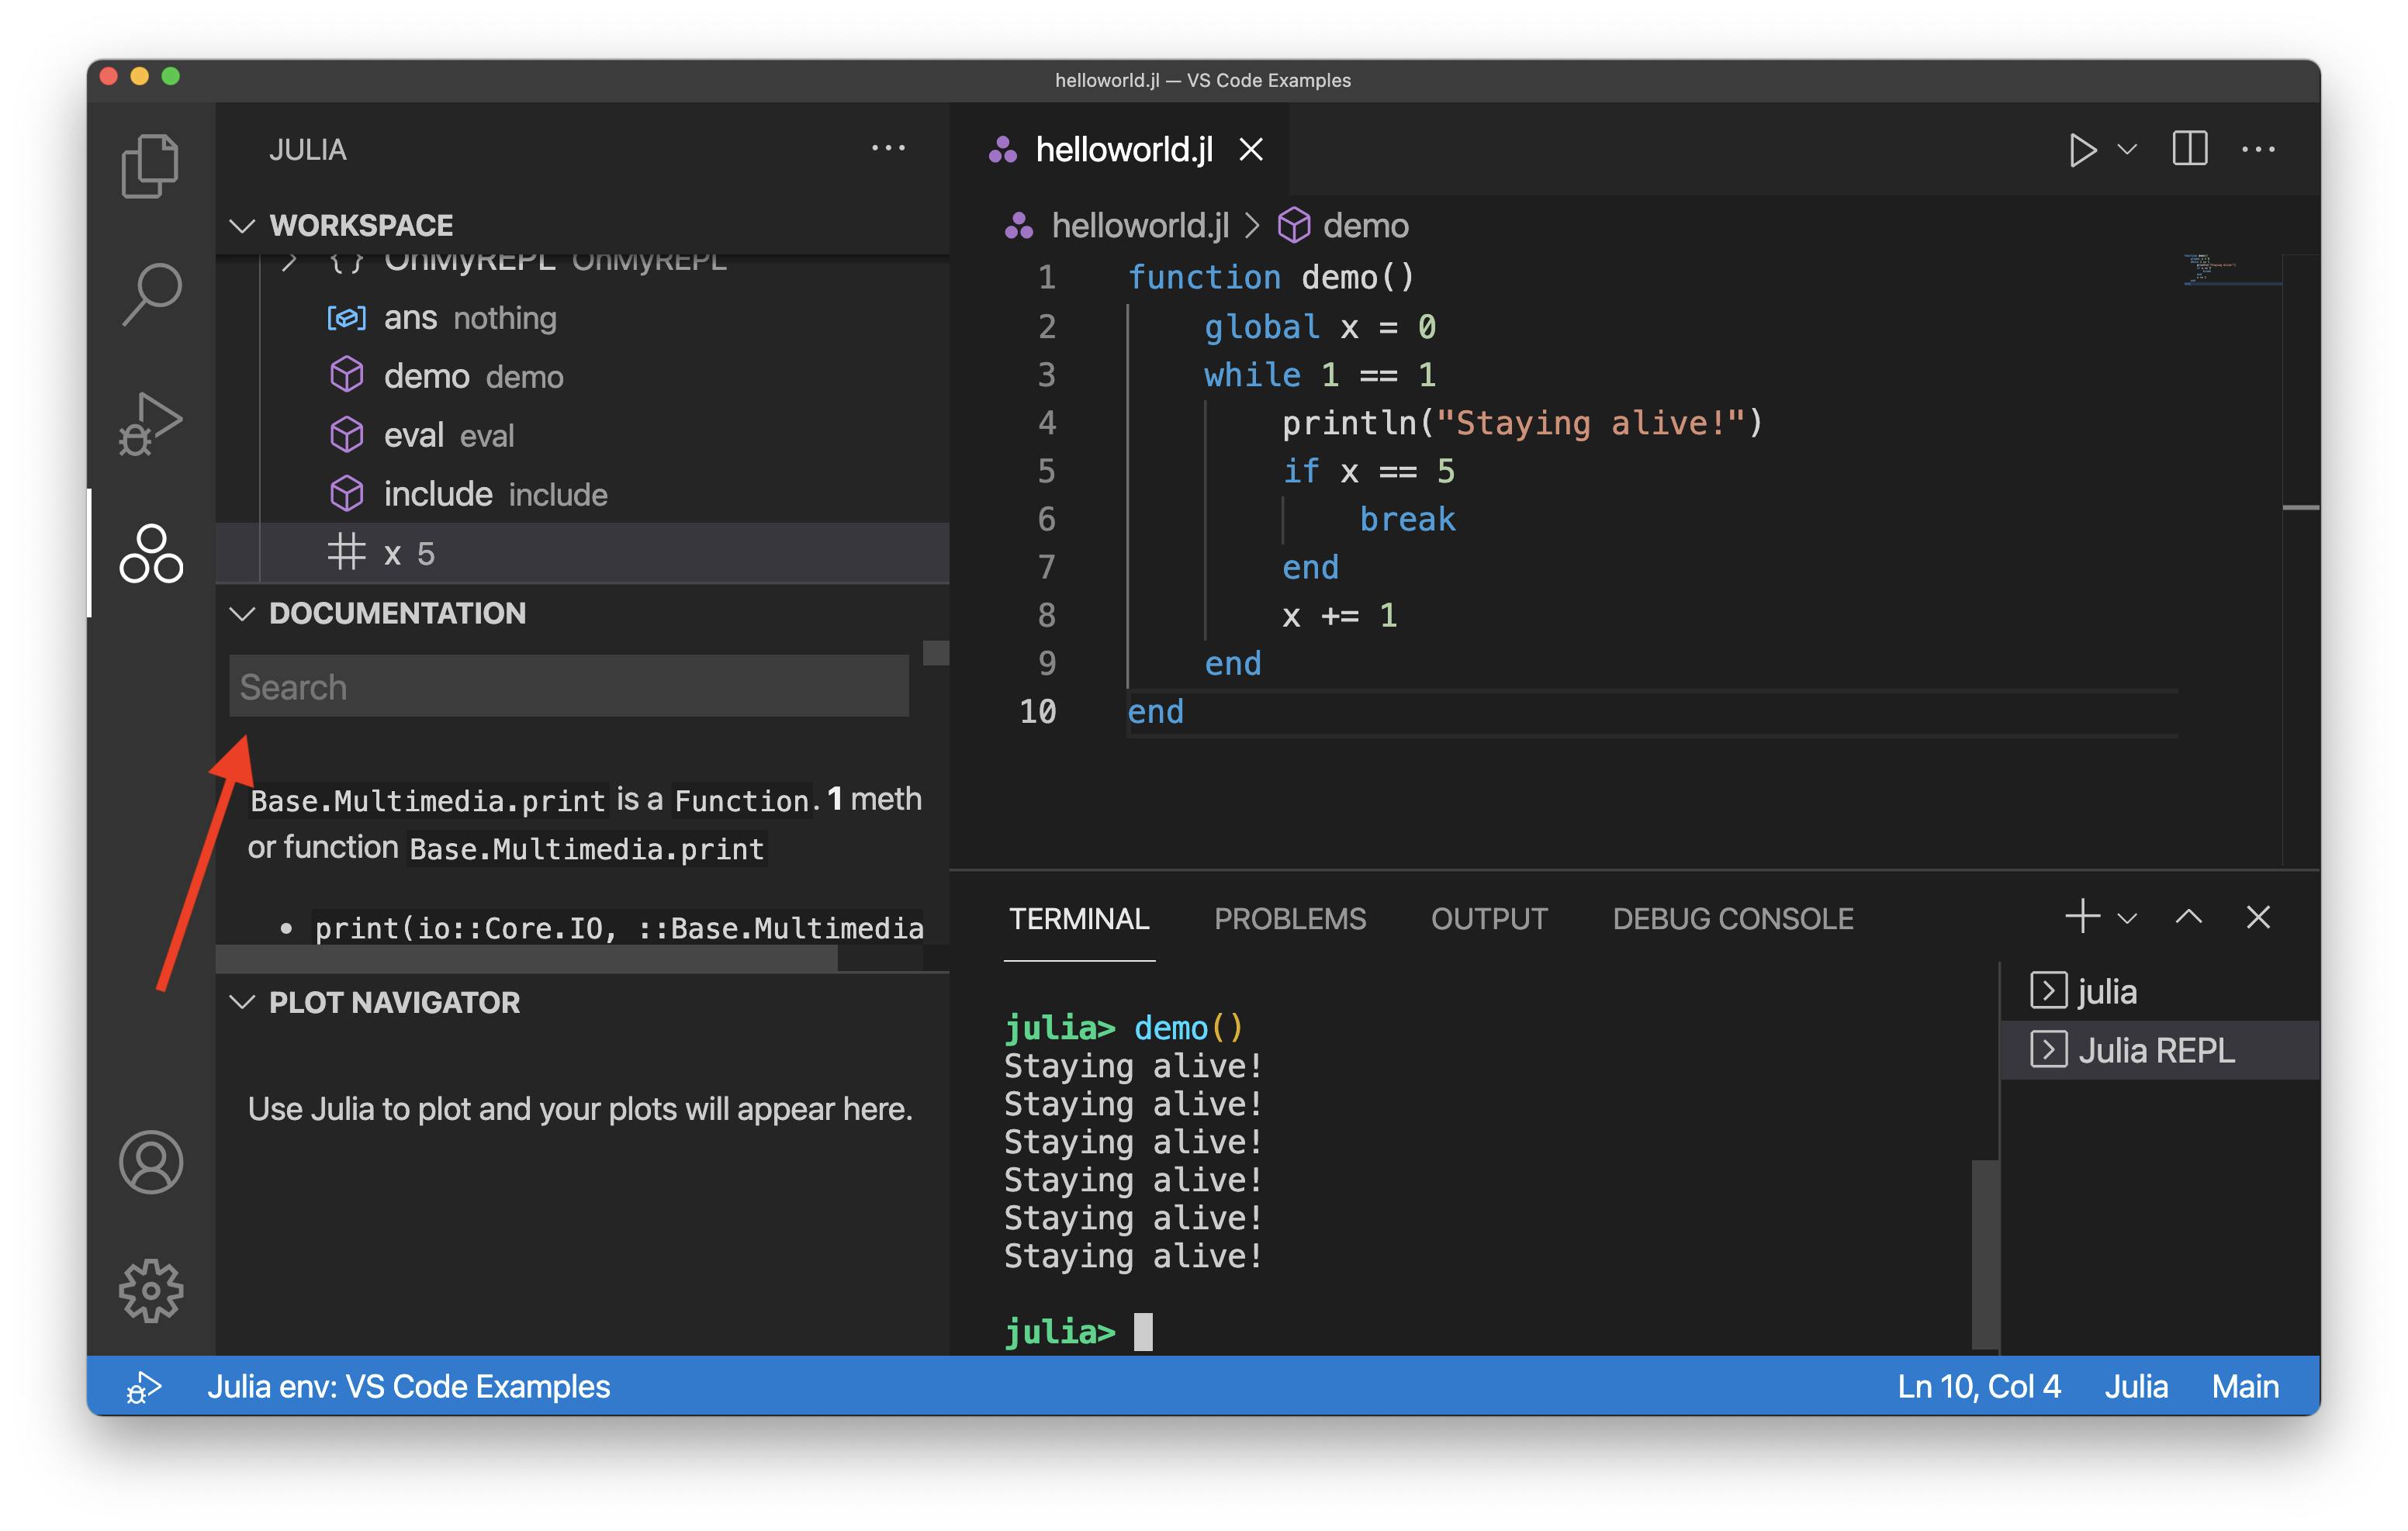 helloworld.jl — VS Code Examples
JULIA
WORKSPACE
{} OhMyREPL OhMyREPL
ans nothing
demo demo
eval eval
include include
x 5
DOCUMENTATION
Search
Base.Multimedia.print is a Function. 1 meth
or function Base.Multimedia.print
• print(io::Core.IO, ::Base.Multimedia
PLOT NAVIGATOR
Use Julia to plot and your plots will appear here.
helloworld.jl
helloworld.jl > demo
1 function demo()
2     global x = 0
3     while 1 == 1
4         println("Staying alive!")
5         if x == 5
6             break
7         end
8         x += 1
9     end
10 end
TERMINAL PROBLEMS OUTPUT DEBUG CONSOLE
julia> demo()
Staying alive!
Staying alive!
Staying alive!
Staying alive!
Staying alive!
Staying alive!
julia>
julia
Julia REPL
Julia env: VS Code Examples
Ln 10, Col 4 Julia Main